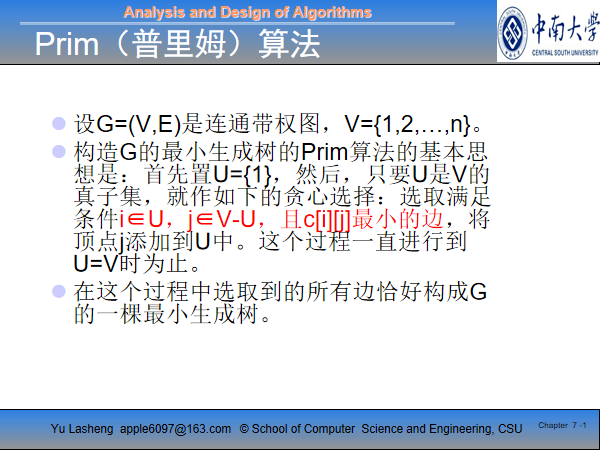 Analysis and Design of Algorithms
Prim（普里姆）算法
中南大学
CENTRAL SOUTH UNIVERSITY
设G=(V,E)是连通带权图，V={1,2,…,n}。
构造G的最小生成树的Prim算法的基本思
想是：首先置U={1}，然后，只要U是V的
真子集，就作如下的贪心选择：选取满足
条件i∈U，j∈V-U，且c[i][j]最小的边，将
顶点j添加到U中。这个过程一直进行到
U=V时为止。
在这个过程中选取到的所有边恰好构成G
的一棵最小生成树。
Yu Lasheng apple6097@163.com © School of Computer Science and Engineering, CSU
Chapter 7 -1